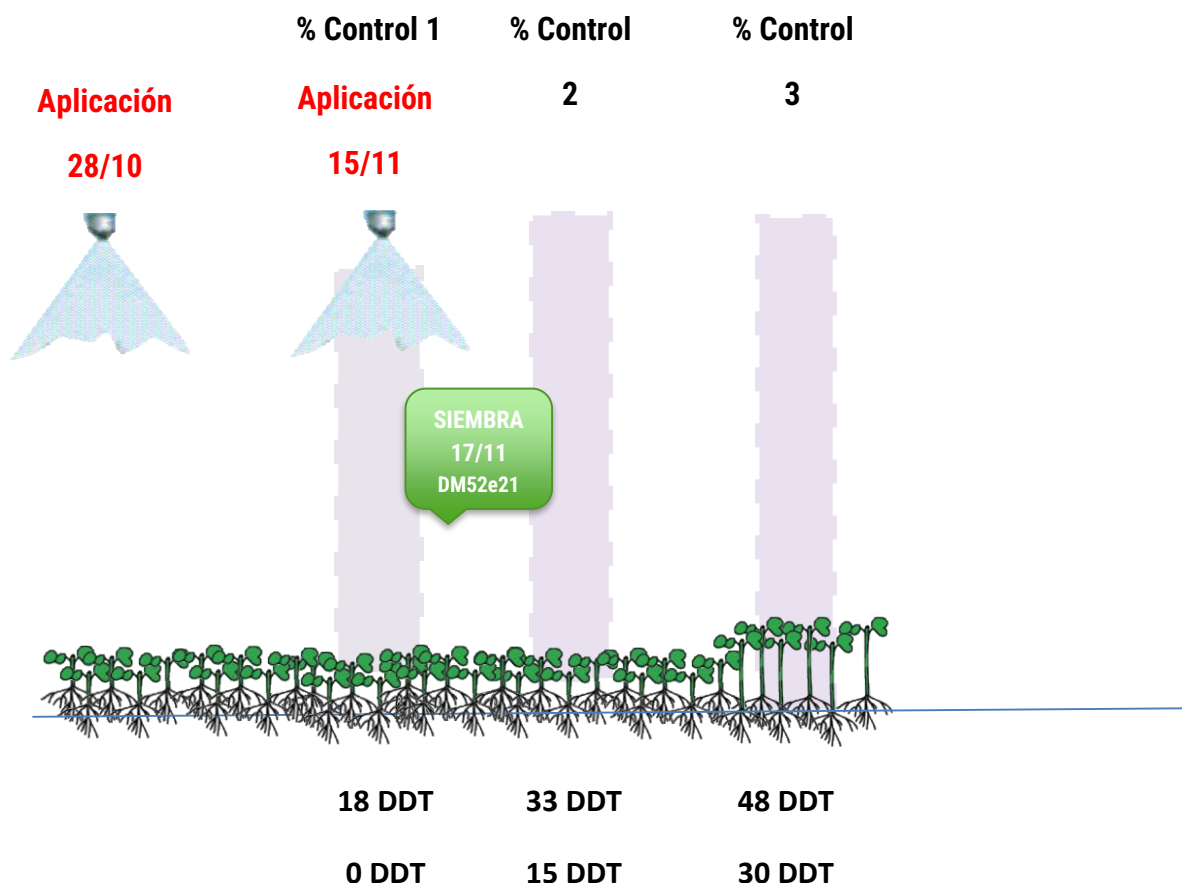 % Control 1
% Control
% Control
Aplicación
Aplicación
2
3
28/10
15/11
SIEMBRA
17/11
DM52e21
18 DDT
33 DDT
48 DDT
0 DDT
15 DDT
30 DDT